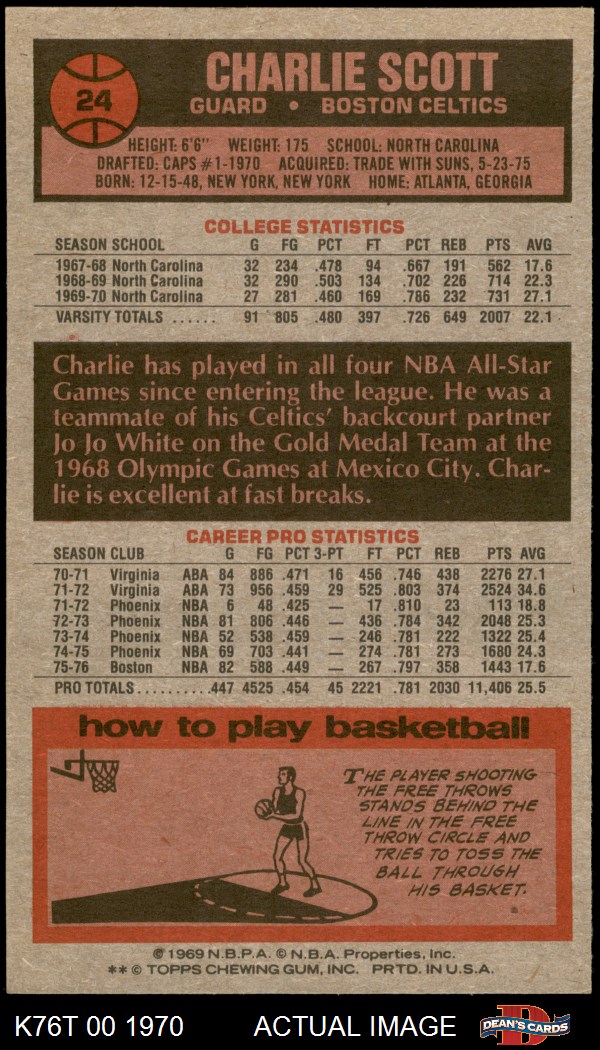 24
CHARLIE SCOTT
GUARD • BOSTON CELTICS
HEIGHT: 6'6" WEIGHT: 175 SCHOOL: NORTH CAROLINA
DRAFTED: CAPS #1-1970 ACQUIRED: TRADE WITH SUNS, 5-23-75
BORN: 12-15-48, NEW YORK, NEW YORK HOME: ATLANTA, GEORGIA
COLLEGE STATISTICS
SEASON SCHOOL G FG PCT FT PCT REB PTS AVG
1967-68 North Carolina 32 234 .478 94 .667 191 562 17.6
1968-69 North Carolina 32 290 .503 134 .702 226 714 22.3
1969-70 North Carolina 27 281 .460 169 .786 232 731 27.1
VARSITY TOTALS ...... 91 805 .480 397 .726 649 2007 22.1
Charlie has played in all four NBA All-Star
Games since entering the league. He was a
teammate of his Celtics' backcourt partner
Jo Jo White on the Gold Medal Team at the
1968 Olympic Games at Mexico City. Char-
lie is excellent at fast breaks.
CAREER PRO STATISTICS
SEASON CLUB G FG PCT 3-PT FT PCT REB PTS AVG
70-71 Virginia ABA 84 886 .471 16 456 .746 438 2276 27.1
71-72 Virginia ABA 73 956 .459 29 525 .803 374 2524 34.6
71-72 Phoenix NBA 6 48 .425 — 17 .810 23 113 18.8
72-73 Phoenix NBA 81 806 .446 — 436 .784 342 2048 25.3
73-74 Phoenix NBA 52 538 .459 — 246 .781 222 1322 25.4
74-75 Phoenix NBA 69 703 .441 — 274 .781 273 1680 24.3
75-76 Boston NBA 82 588 .449 — 267 .797 358 1443 17.6
PRO TOTALS..........447 4525 .454 45 2221 .781 2030 11,406 25.5
how to play basketball
THE PLAYER SHOOTING
THE FREE THROWS
STANDS BEHIND THE
LINE IN THE FREE
THROW CIRCLE AND
TRIES TO TOSS THE
BALL THROUGH
HIS BASKET.
© 1969 N.B.P.A. © N.B.A. Properties, Inc.
** © TOPPS CHEWING GUM, INC. PRTD. IN U.S.A.
K76T 00 1970 ACTUAL IMAGE D DEAN'S CARDS